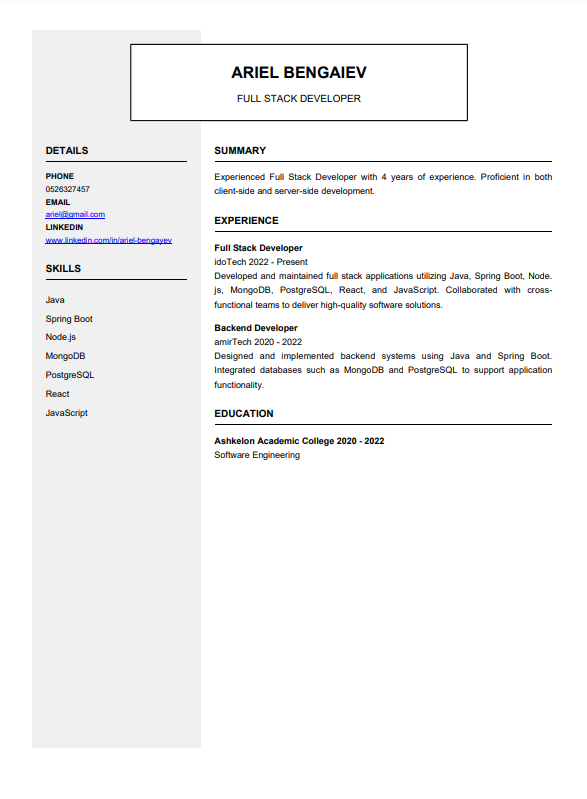 ARIEL BENGAIEV
FULL STACK DEVELOPER
DETAILS
PHONE
0526327457
EMAIL
ariel@gmail.com
LINKEDIN
www.linkedin.com/in/ariel-bengayev
SKILLS
Java
Spring Boot
Node.js
MongoDB
PostgreSQL
React
JavaScript
SUMMARY
Experienced Full Stack Developer with 4 years of experience. Proficient in both
client-side and server-side development.
EXPERIENCE
Full Stack Developer
idoTech 2022 - Present
Developed and maintained full stack applications utilizing Java, Spring Boot, Node.
js, MongoDB, PostgreSQL, React, and JavaScript. Collaborated with cross-
functional teams to deliver high-quality software solutions.
Backend Developer
amirTech 2020 - 2022
Designed and implemented backend systems using Java and Spring Boot.
Integrated databases such as MongoDB and PostgreSQL to support application
functionality.
EDUCATION
Ashkelon Academic College 2020 - 2022
Software Engineering